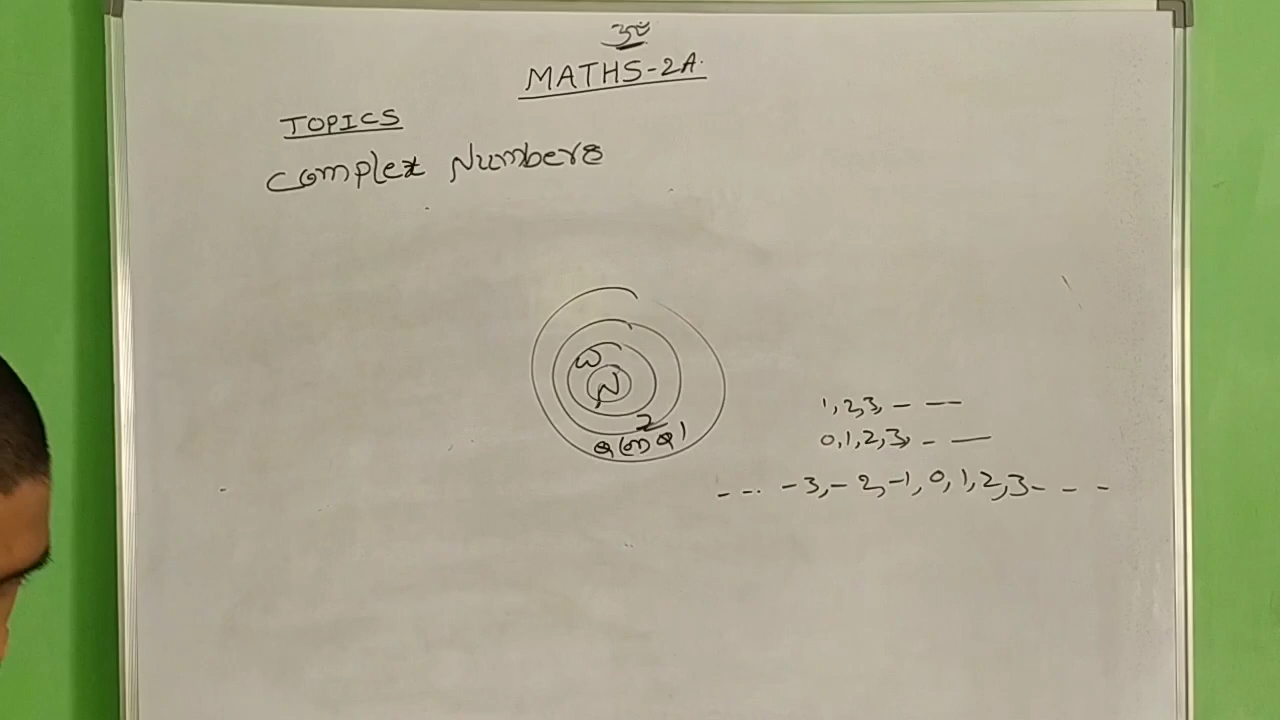 ॐ
MATHS-2A.
TOPICS
Complex Numbers
W
N
Z
Q (or) Q'
1, 2, 3, - -
0, 1, 2, 3, - -
- - - -3, -2, -1, 0, 1, 2, 3 - - -